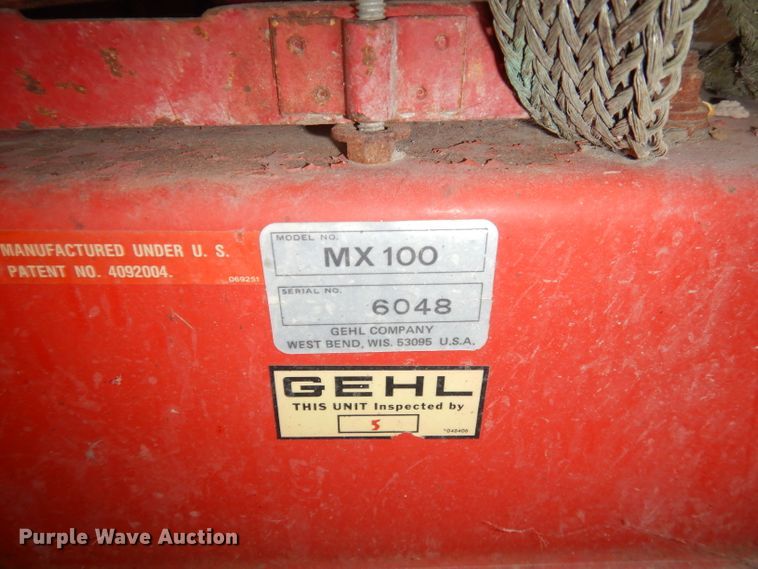 MANUFACTURED UNDER U. S.
PATENT NO. 4092004.
069251
MODEL NO.
MX 100
SERIAL NO.
6048
GEHL COMPANY
WEST BEND, WIS. 53095 U.S.A.
GEHL
THIS UNIT Inspected by
5
*046406
Purple Wave Auction®